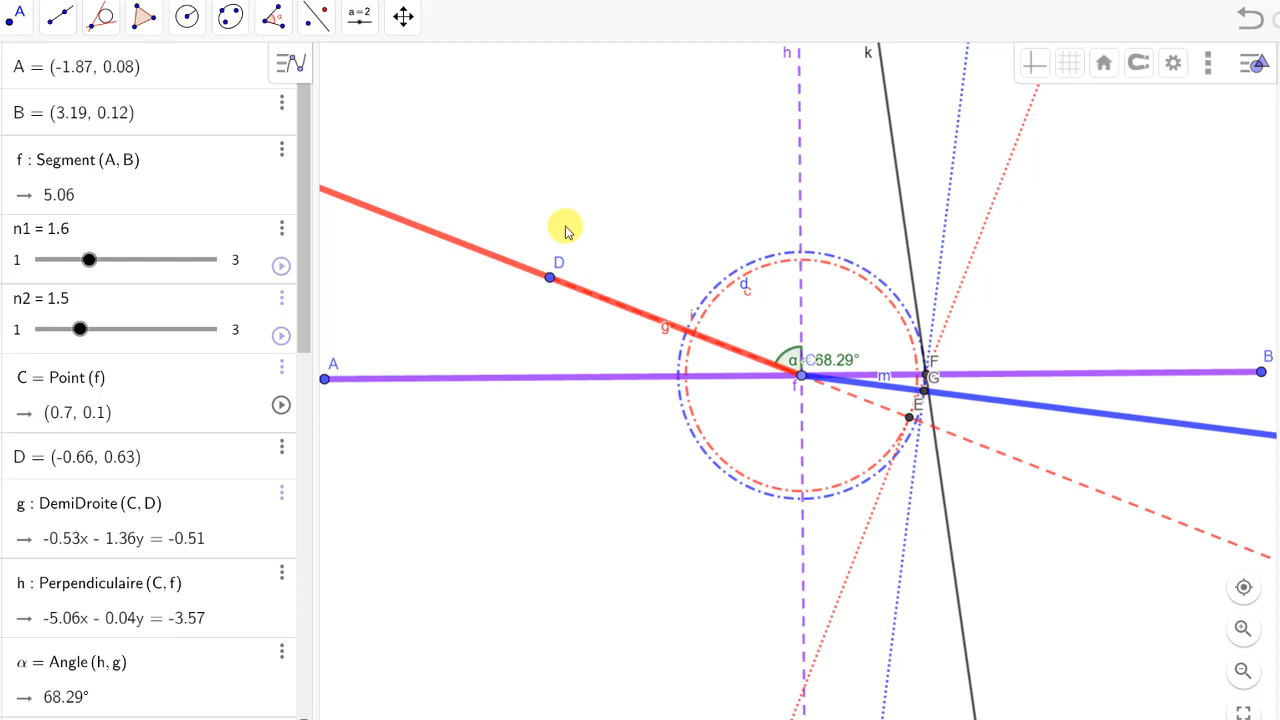 A
α
a=2
A = (-1.87, 0.08)
B = (3.19, 0.12)
f : Segment (A, B)
→ 5.06
n1 = 1.6
1 3
n2 = 1.5
1 3
C = Point (f)
→ (0.7, 0.1)
D = (-0.66, 0.63)
g : DemiDroite (C, D)
→ -0.53x - 1.36y = -0.51
h : Perpendiculaire (C, f)
→ -5.06x - 0.04y = -3.57
α = Angle (h, g)
→ 68.29°
h
k
D
d
c
i
g
A
α = 68.29°
C
F
B
f
m
G
E